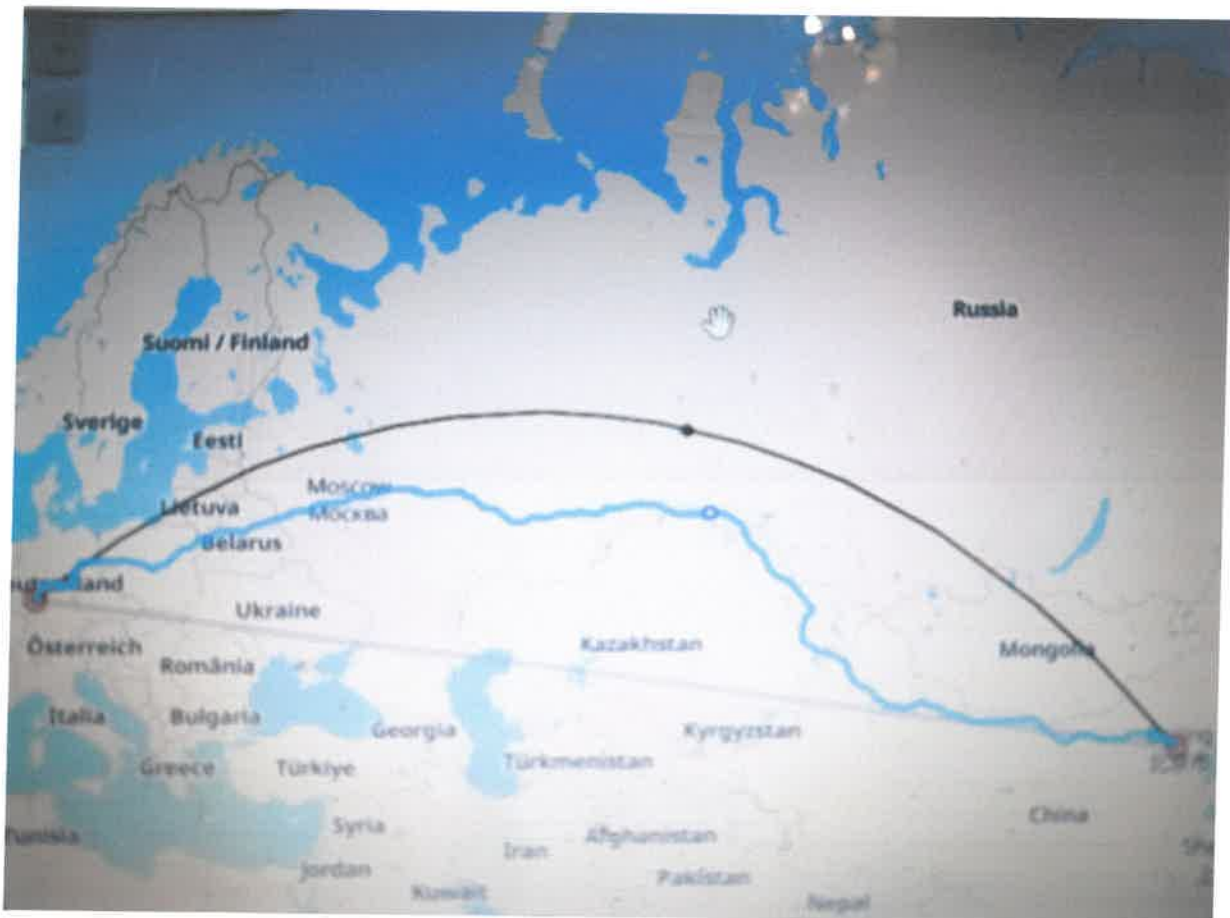 Russia
Suomi / Finland
Sverige
Eesti
Moscow
Lietuva
Москва
Belarus
Ukraine
Österreich
Kazakhstan
Mongolia
România
Italia
Bulgaria
Georgia
Kyrgyzstan
Greece
Türkiye
Türkmenistan
China
Syria
Afghanistan
Tunisia
Iran
Jordan
Pakistan
Kuwait
Nepal